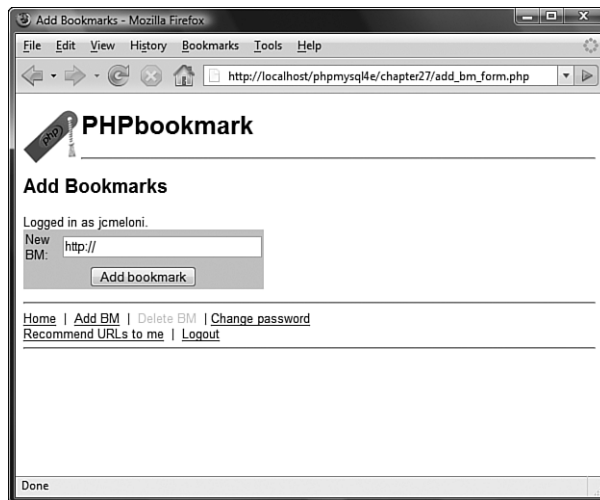 Add Bookmarks - Mozilla Firefox
File Edit View History Bookmarks Tools Help
http://localhost/phpmysql4e/chapter27/add_bm_form.php
php
PHPbookmark
Add Bookmarks
Logged in as jcmeloni.
New BM:
http://
Add bookmark
Home | Add BM | Delete BM | Change password
Recommend URLs to me | Logout
Done